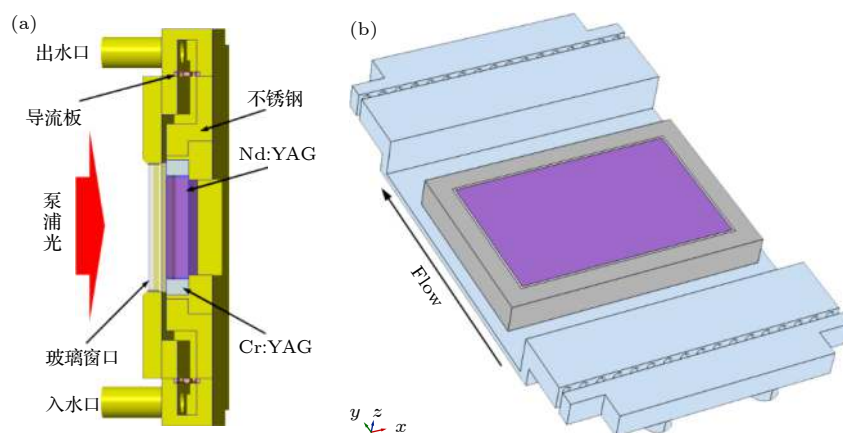 (a)
出水口
导流板
不锈钢
Nd:YAG
泵浦光
玻璃窗口
Cr:YAG
入水口
(b)
Flow
y z x